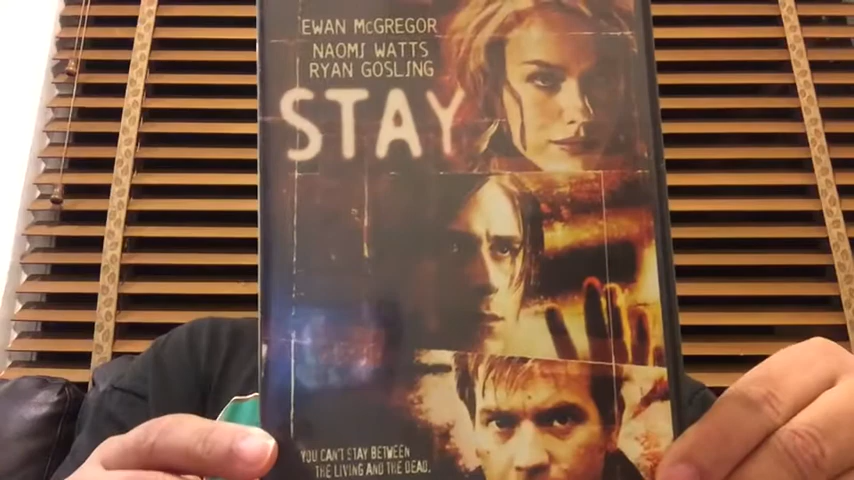 EWAN McGREGOR
NAOMI WATTS
RYAN GOSLING
STAY
YOU CAN'T STAY BETWEEN
THE LIVING AND THE DEAD.